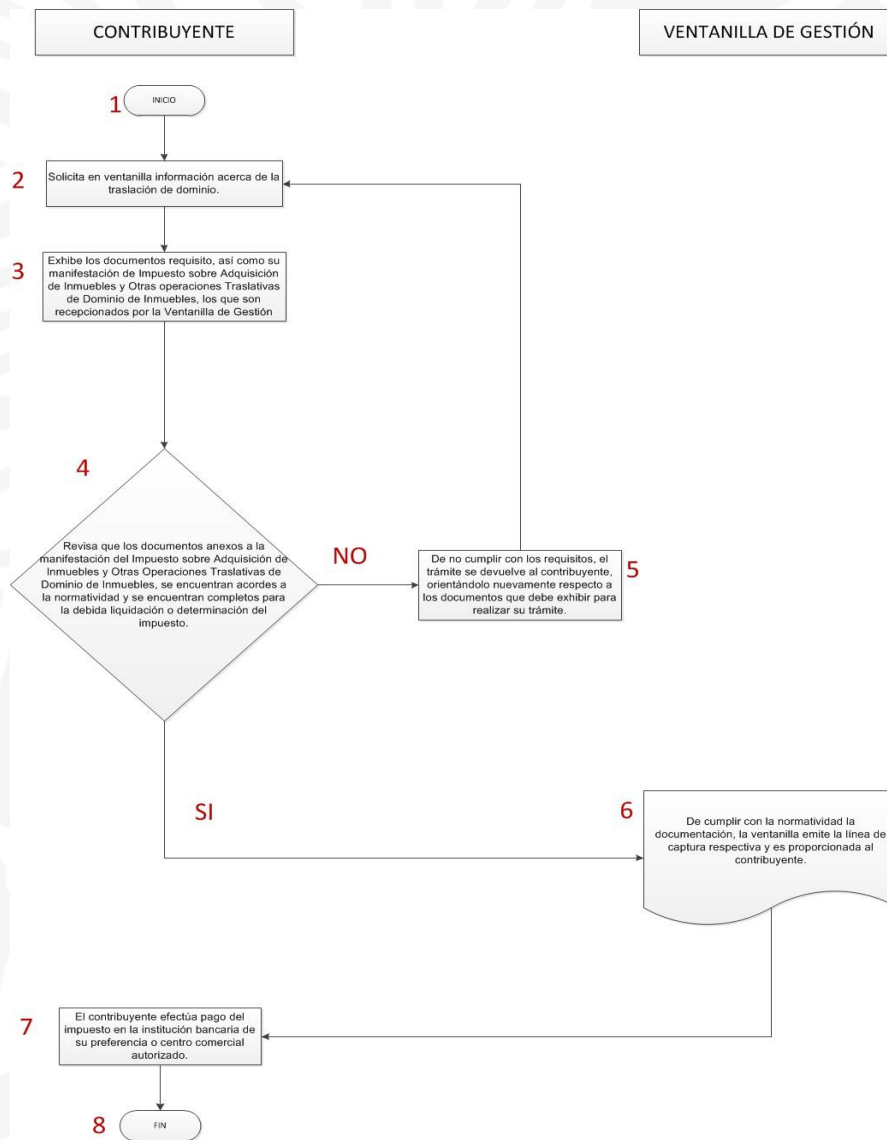 CONTRIBUYENTE
VENTANILLA DE GESTIÓN
1
INICIO
2
Solicita en ventanilla información acerca de la
traslación de dominio.
3
Exhibe los documentos requisito, así como su
manifestación de Impuesto sobre Adquisición
de Inmuebles y Otras operaciones Traslativas
de Dominio de Inmuebles, los que son
recepcionados por la Ventanilla de Gestión
4
Revisa que los documentos anexos a la
manifestación del Impuesto sobre Adquisición de
Inmuebles y Otras Operaciones Traslativas de
Dominio de Inmuebles, se encuentran acordes a
la normatividad y se encuentran completos para
la debida liquidación o determinación del
impuesto.
NO
De no cumplir con los requisitos, el
trámite se devuelve al contribuyente,
orientándolo nuevamente respecto a
los documentos que debe exhibir para
realizar su trámite.
5
SI
6
De cumplir con la normatividad la
documentación, la ventanilla emite la línea de
captura respectiva y es proporcionada al
contribuyente.
7
El contribuyente efectúa pago del
impuesto en la institución bancaria de
su preferencia o centro comercial
autorizado.
8
FIN